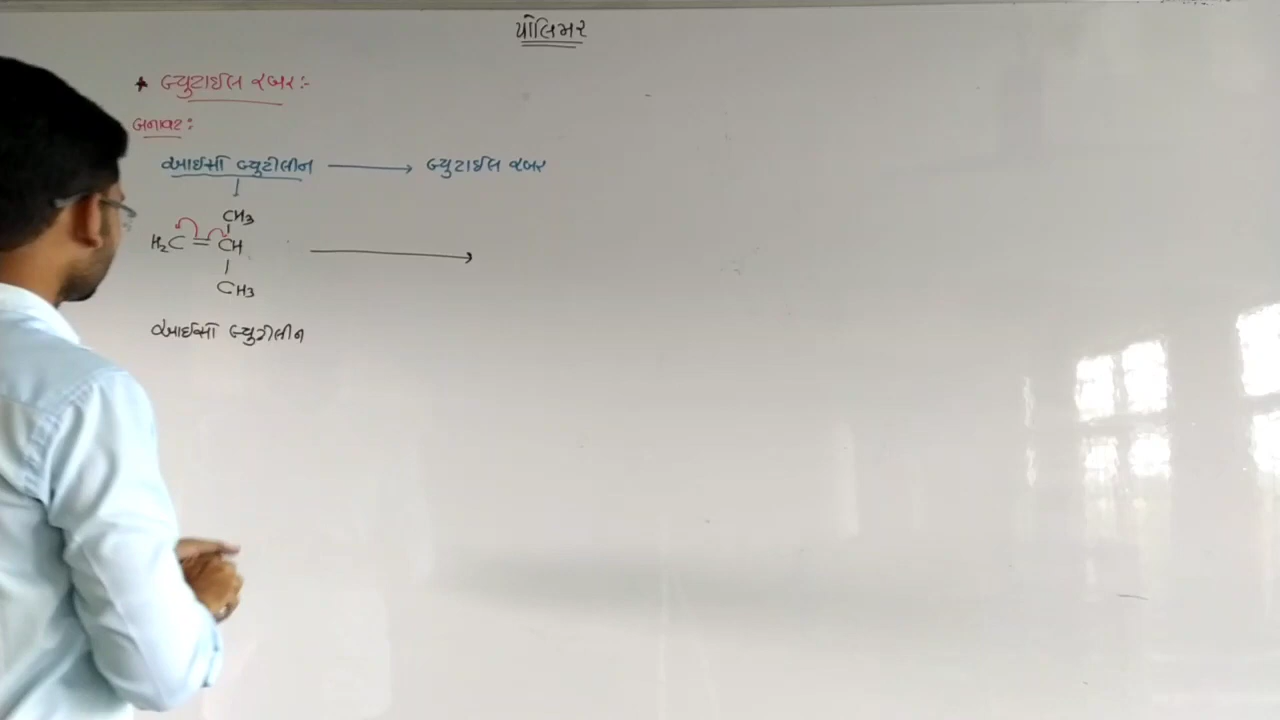 પોલિમર
* બ્યુટાઈલ રબર :-
બનાવટ :
આઈસો બ્યુટીલીન ⟶ બ્યુટાઈલ રબર
CH3
H2C = CH ⟶
CH3
આઈસો બ્યુટીલીન